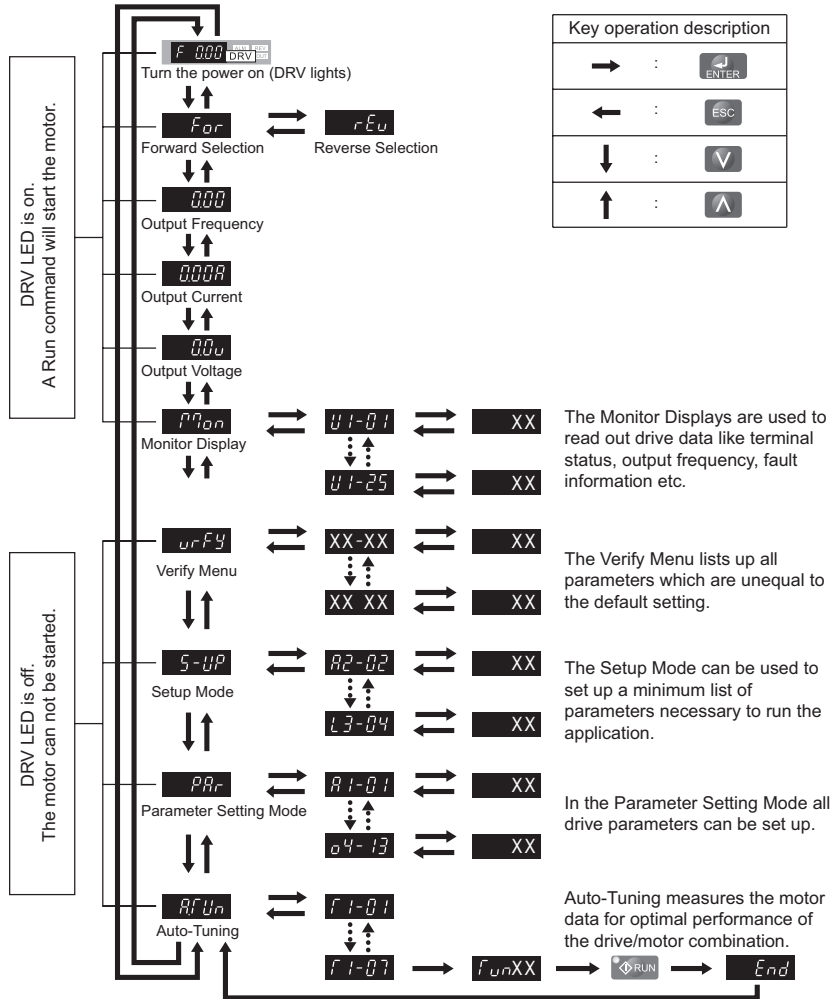 Key operation description
→ : ENTER
← : ESC
↓ : V
↑ : Λ
DRV LED is on.
A Run command will start the motor.
F 0.00 ALM REV DRV OUT
Turn the power on (DRV lights)
For
rEv
Forward Selection
Reverse Selection
0.00
Output Frequency
0.00A
Output Current
0.0v
Output Voltage
Mon
U1-01
XX
Monitor Display
U1-25
XX
The Monitor Displays are used to
read out drive data like terminal
status, output frequency, fault
information etc.
DRV LED is off.
The motor can not be started.
vrFY
XX-XX
XX
Verify Menu
XX XX
XX
The Verify Menu lists up all
parameters which are unequal to
the default setting.
S-UP
A2-02
XX
Setup Mode
L3-04
XX
The Setup Mode can be used to
set up a minimum list of
parameters necessary to run the
application.
PAr
A1-01
XX
Parameter Setting Mode
o4-13
XX
In the Parameter Setting Mode all
drive parameters can be set up.
A.TUn
T1-01
Auto-Tuning
T1-07
TunXX
RUN
End
Auto-Tuning measures the motor
data for optimal performance of
the drive/motor combination.